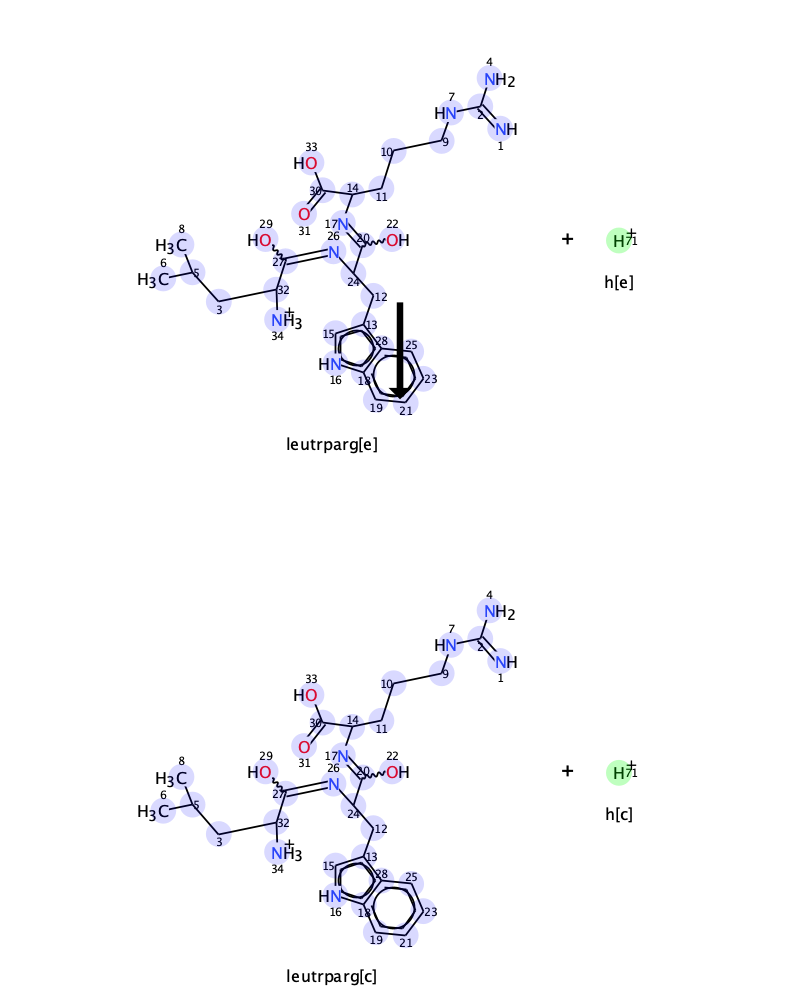 4
NH2
7
HN
2
NH
1
9
10
33
HO
30
14
11
O
31
17
N
22
29
HO
26
20
OH
8
H3C
27
N
6
5
24
H3C
32
12
3
+
NH3
34
13
15
28
25
HN
16
18
23
19
21
leutrparg[e]
+
H+
71
h[e]
4
NH2
7
HN
2
NH
1
9
10
33
HO
30
14
11
O
31
17
N
22
29
HO
26
20
OH
8
H3C
27
N
6
5
24
H3C
32
12
3
+
NH3
34
13
15
28
25
HN
16
18
23
19
21
leutrparg[c]
+
H+
71
h[c]